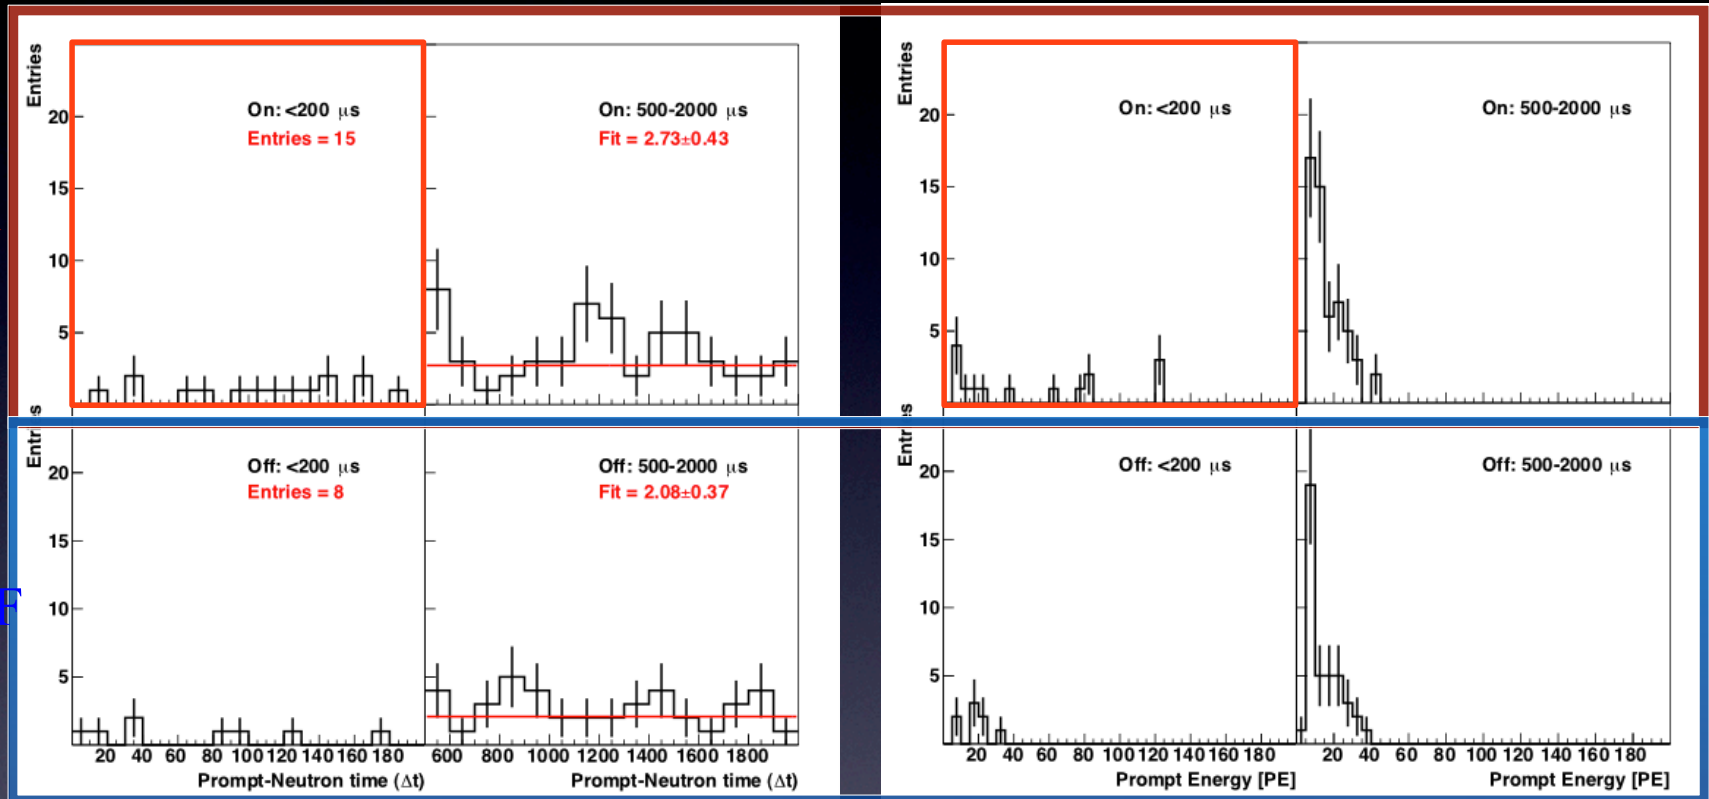 Entries
On: <200 μs
Entries = 15
On: 500-2000 μs
Fit = 2.73±0.43
20
15
10
5
Entries
On: <200 μs
On: 500-2000 μs
20
15
10
5
Off: <200 μs
Entries = 8
Off: 500-2000 μs
Fit = 2.08±0.37
20
15
10
5
20 40 60 80 100 120 140 160 180
600 800 1000 1200 1400 1600 1800
Prompt-Neutron time (Δt)
Prompt-Neutron time (Δt)
Off: <200 μs
Off: 500-2000 μs
20
15
10
5
20 40 60 80 100 120 140 160 180
20 40 60 80 100 120 140 160 180
Prompt Energy [PE]
Prompt Energy [PE]
F